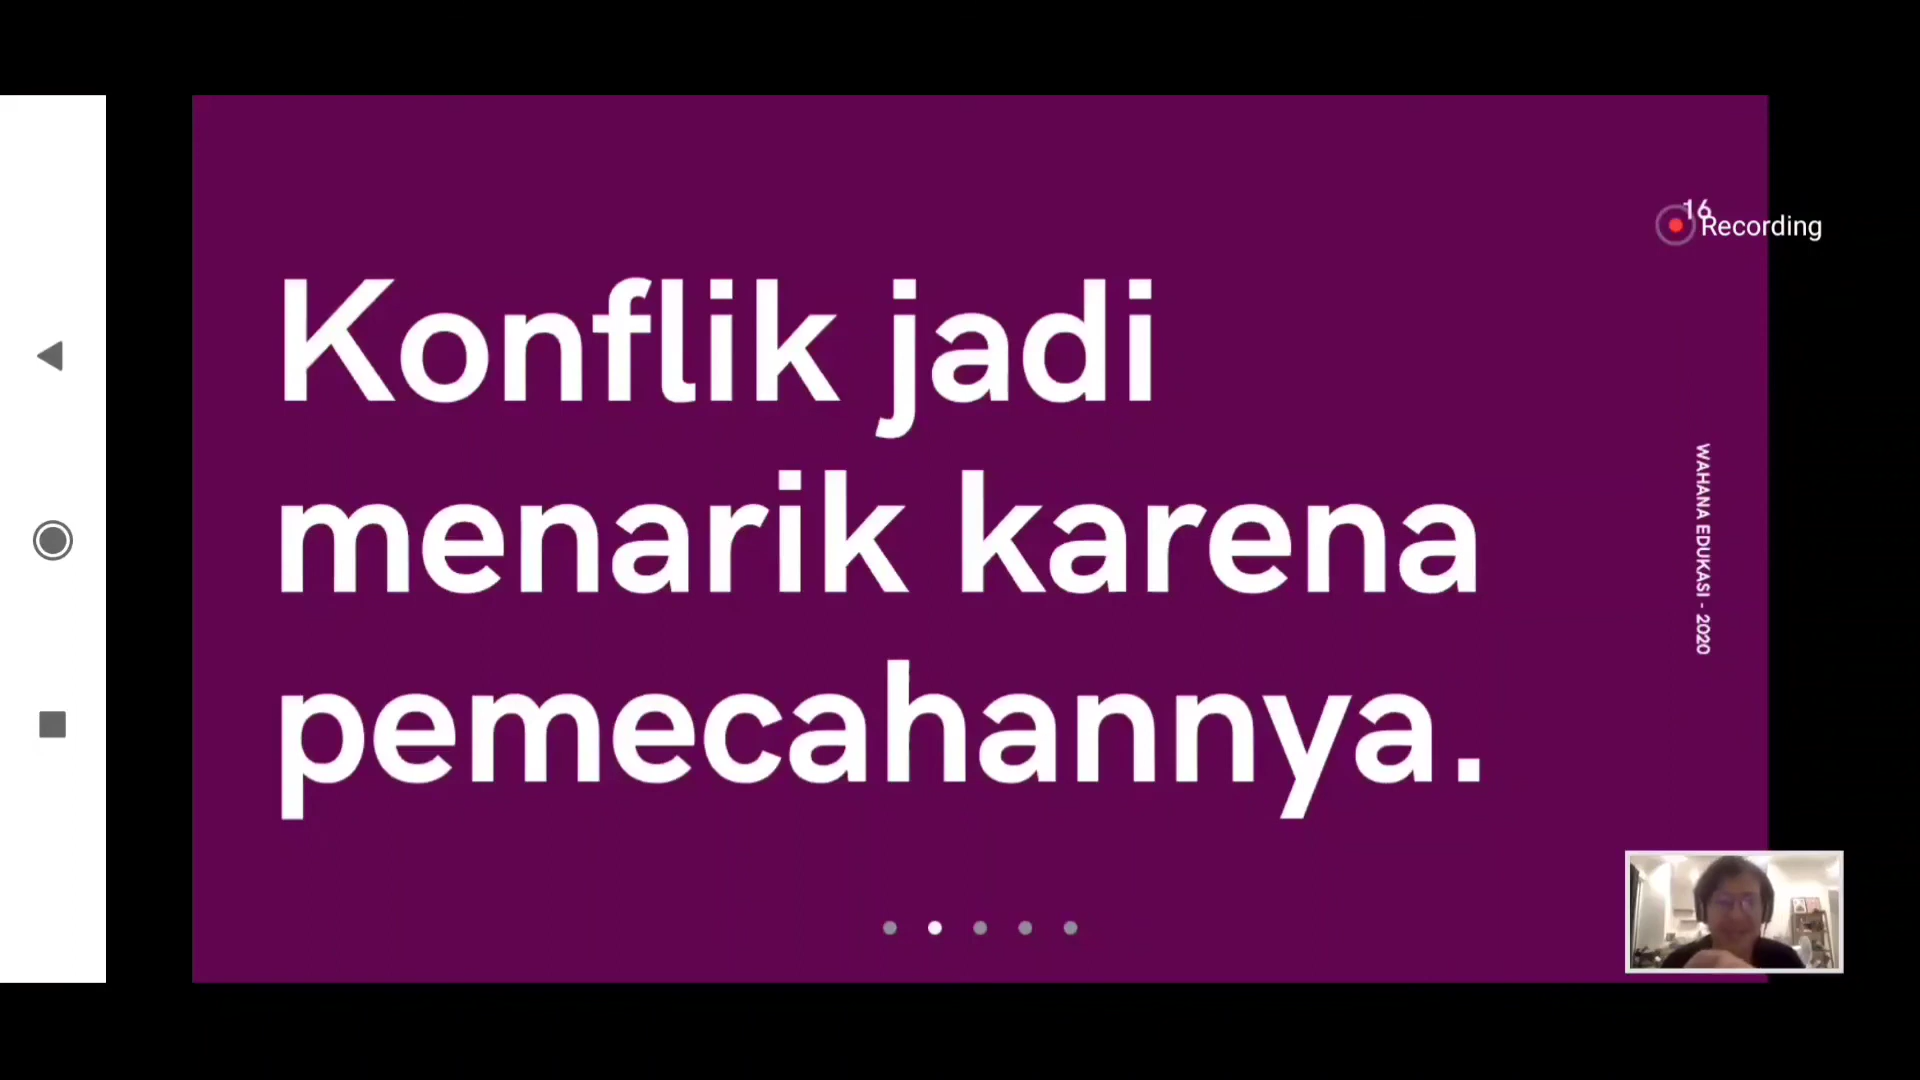 16
Recording
Konflik jadi
menarik karena
pemecahannya.
WAHANA EDUKASI - 2020